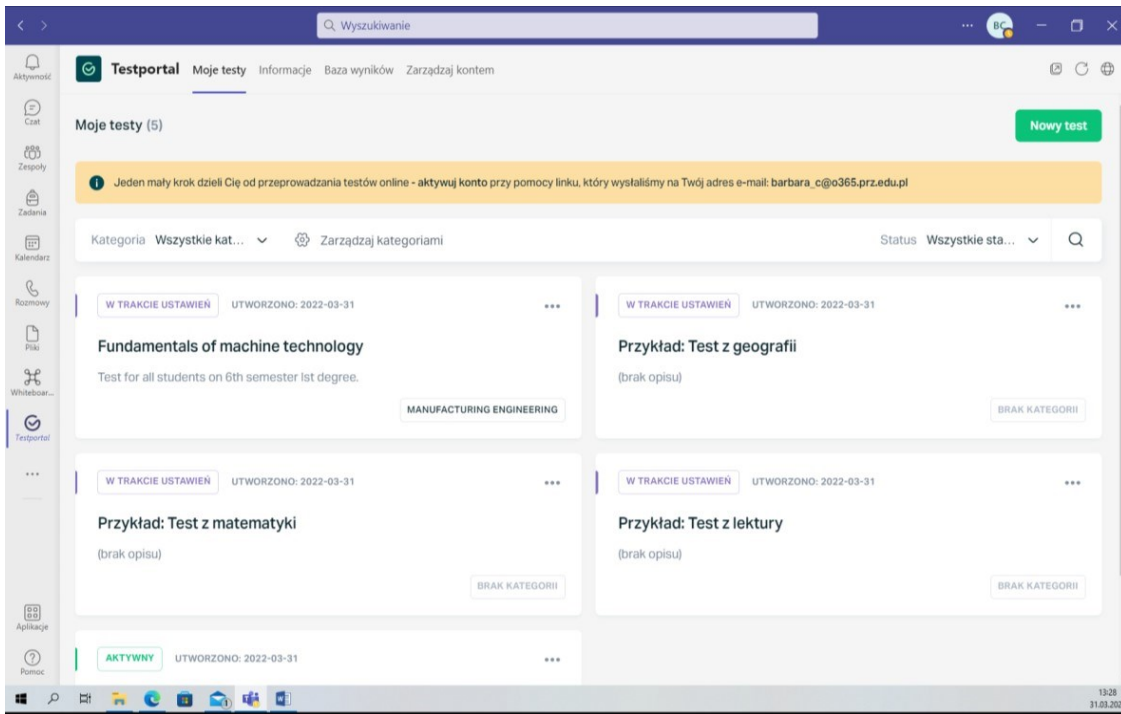 Wyszukiwanie
BC
Aktywność
Czat
Zespoły
Zadania
Kalendarz
Rozmowy
Pliki
Whiteboar...
Testportal
Aplikacje
Pomoc
Testportal Moje testy Informacje Baza wyników Zarządzaj kontem
Moje testy (5)
Nowy test
Jeden mały krok dzieli Cię od przeprowadzania testów online - aktywuj konto przy pomocy linku, który wysłaliśmy na Twój adres e-mail: barbara_c@o365.prz.edu.pl
Kategoria Wszystkie kat... Zarządzaj kategoriami Status Wszystkie sta...
W TRAKCIE USTAWIEŃ UTWORZONO: 2022-03-31
Fundamentals of machine technology
Test for all students on 6th semester Ist degree.
MANUFACTURING ENGINEERING
W TRAKCIE USTAWIEŃ UTWORZONO: 2022-03-31
Przykład: Test z geografii
(brak opisu)
BRAK KATEGORII
W TRAKCIE USTAWIEŃ UTWORZONO: 2022-03-31
Przykład: Test z matematyki
(brak opisu)
BRAK KATEGORII
W TRAKCIE USTAWIEŃ UTWORZONO: 2022-03-31
Przykład: Test z lektury
(brak opisu)
BRAK KATEGORII
AKTYWNY UTWORZONO: 2022-03-31
13:28
31.03.202